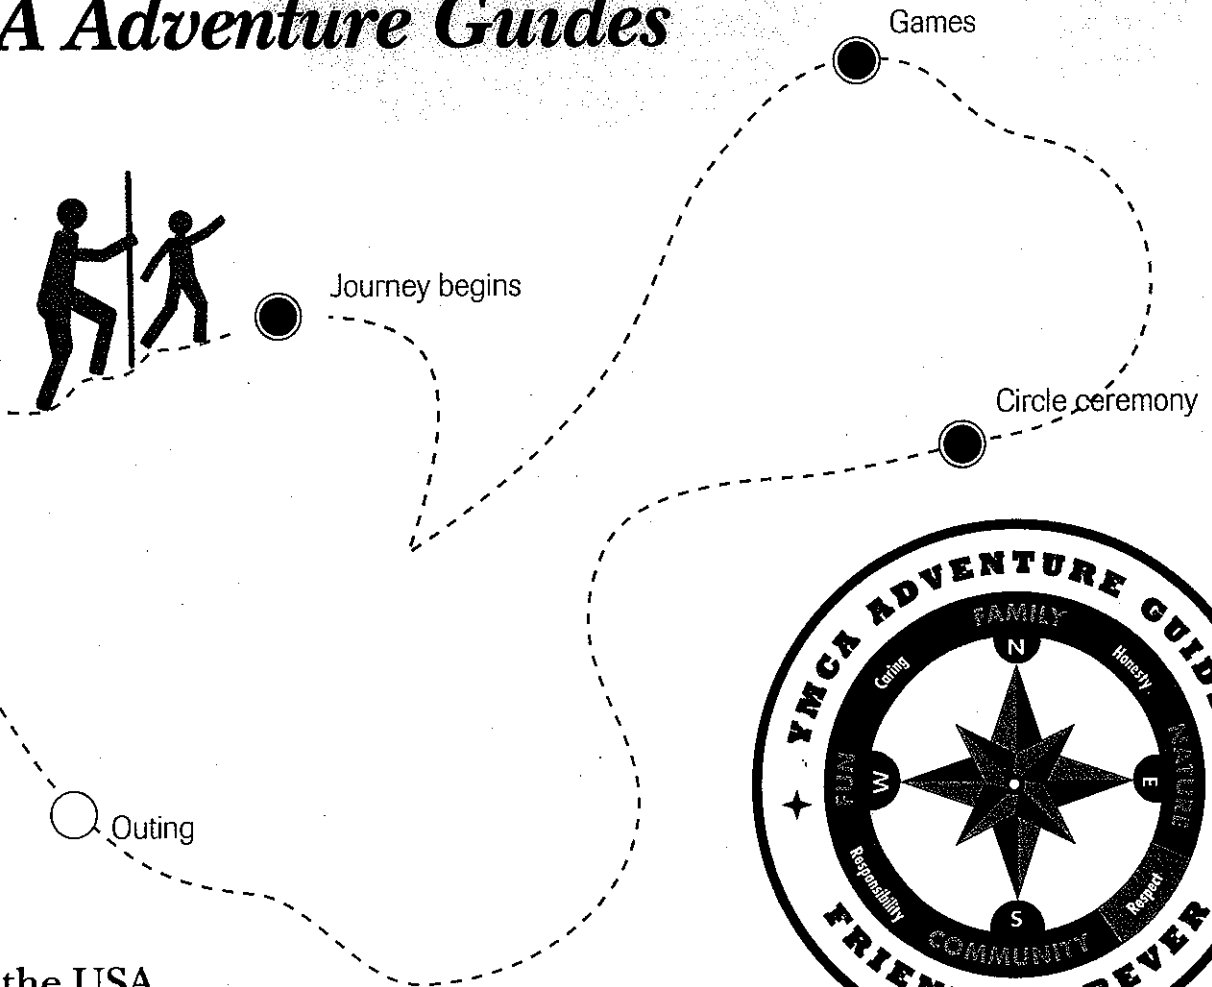 A Adventure Guides
Games
Journey begins
Circle ceremony
YMCA ADVENTURE
FAMILY
N
Caring
Honesty
FUN
W
E
NATURE
Responsibility
Respect
S
COMMUNITY
Outing
the USA